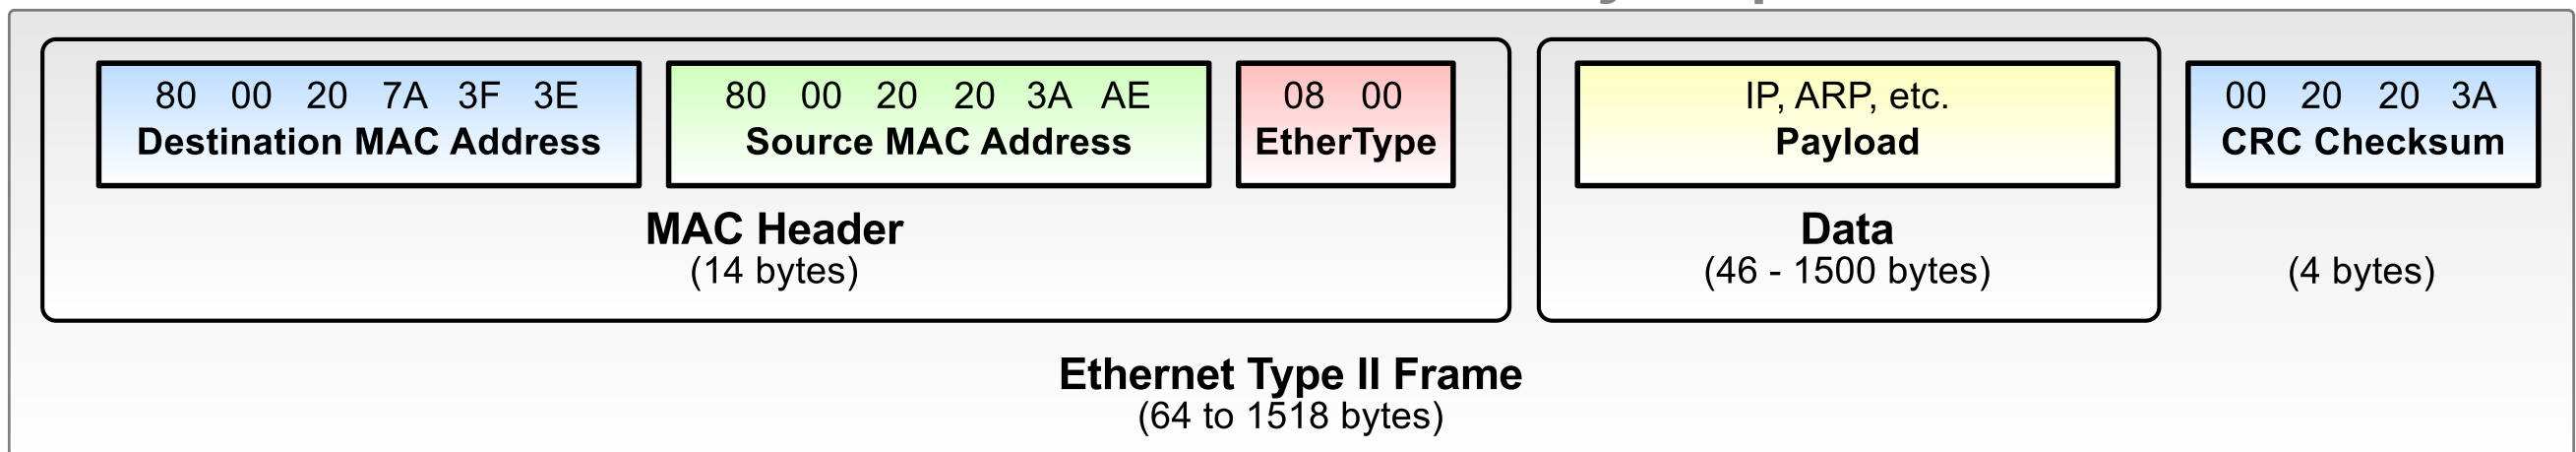 80 00 20 7A 3F 3E
Destination MAC Address
80 00 20 20 3A AE
Source MAC Address
08 00
EtherType
MAC Header
(14 bytes)
IP, ARP, etc.
Payload
Data
(46 - 1500 bytes)
00 20 20 3A
CRC Checksum
(4 bytes)
Ethernet Type II Frame
(64 to 1518 bytes)